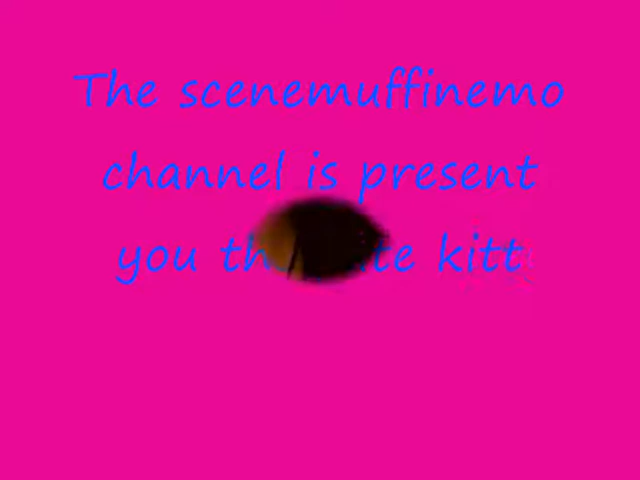 The scenemuffinemo
channel is present
you kitt